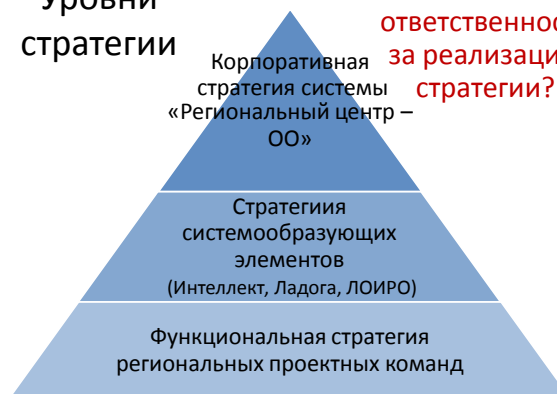 Уровни
стратегии
за реализаци
стратегии?
Корпоративная
стратегия системы
«Региональный центр –
ОО»
Стратегиия
системообразующих
элементов
(Интеллект, Ладога, ЛОИРО)
Функциональная стратегия
региональных проектных команд